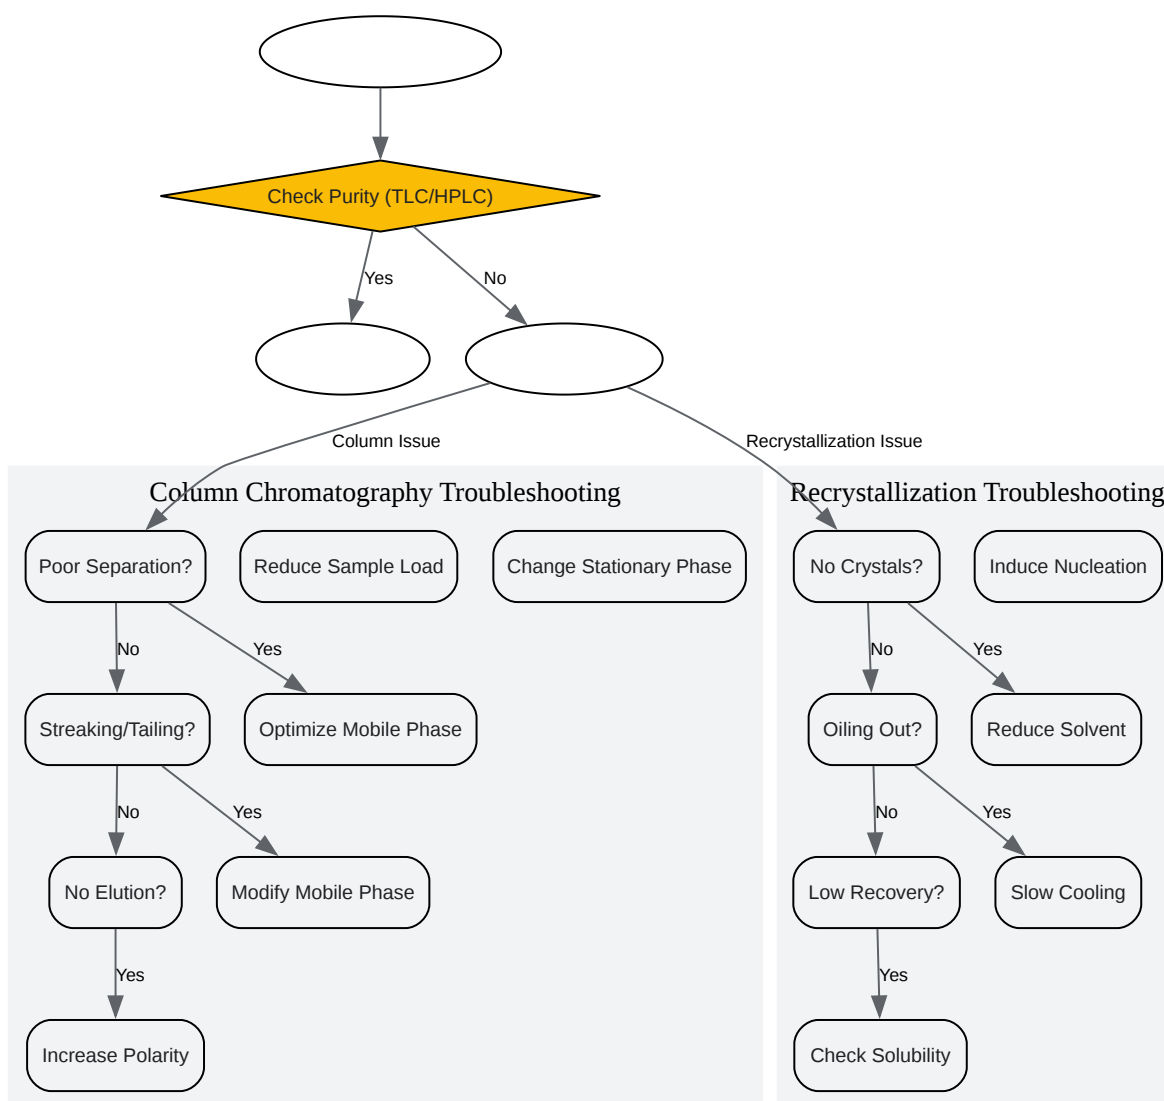 Check Purity (TLC/HPLC)
Yes
No
Column Issue
Recrystallization Issue
Column Chromatography Troubleshooting
Poor Separation?
Reduce Sample Load
Change Stationary Phase
No
Yes
Streaking/Tailing?
Optimize Mobile Phase
No
Yes
No Elution?
Modify Mobile Phase
Yes
Increase Polarity
Recrystallization Troubleshooting
No Crystals?
Induce Nucleation
No
Yes
Oiling Out?
Reduce Solvent
No
Yes
Low Recovery?
Slow Cooling
Yes
Check Solubility